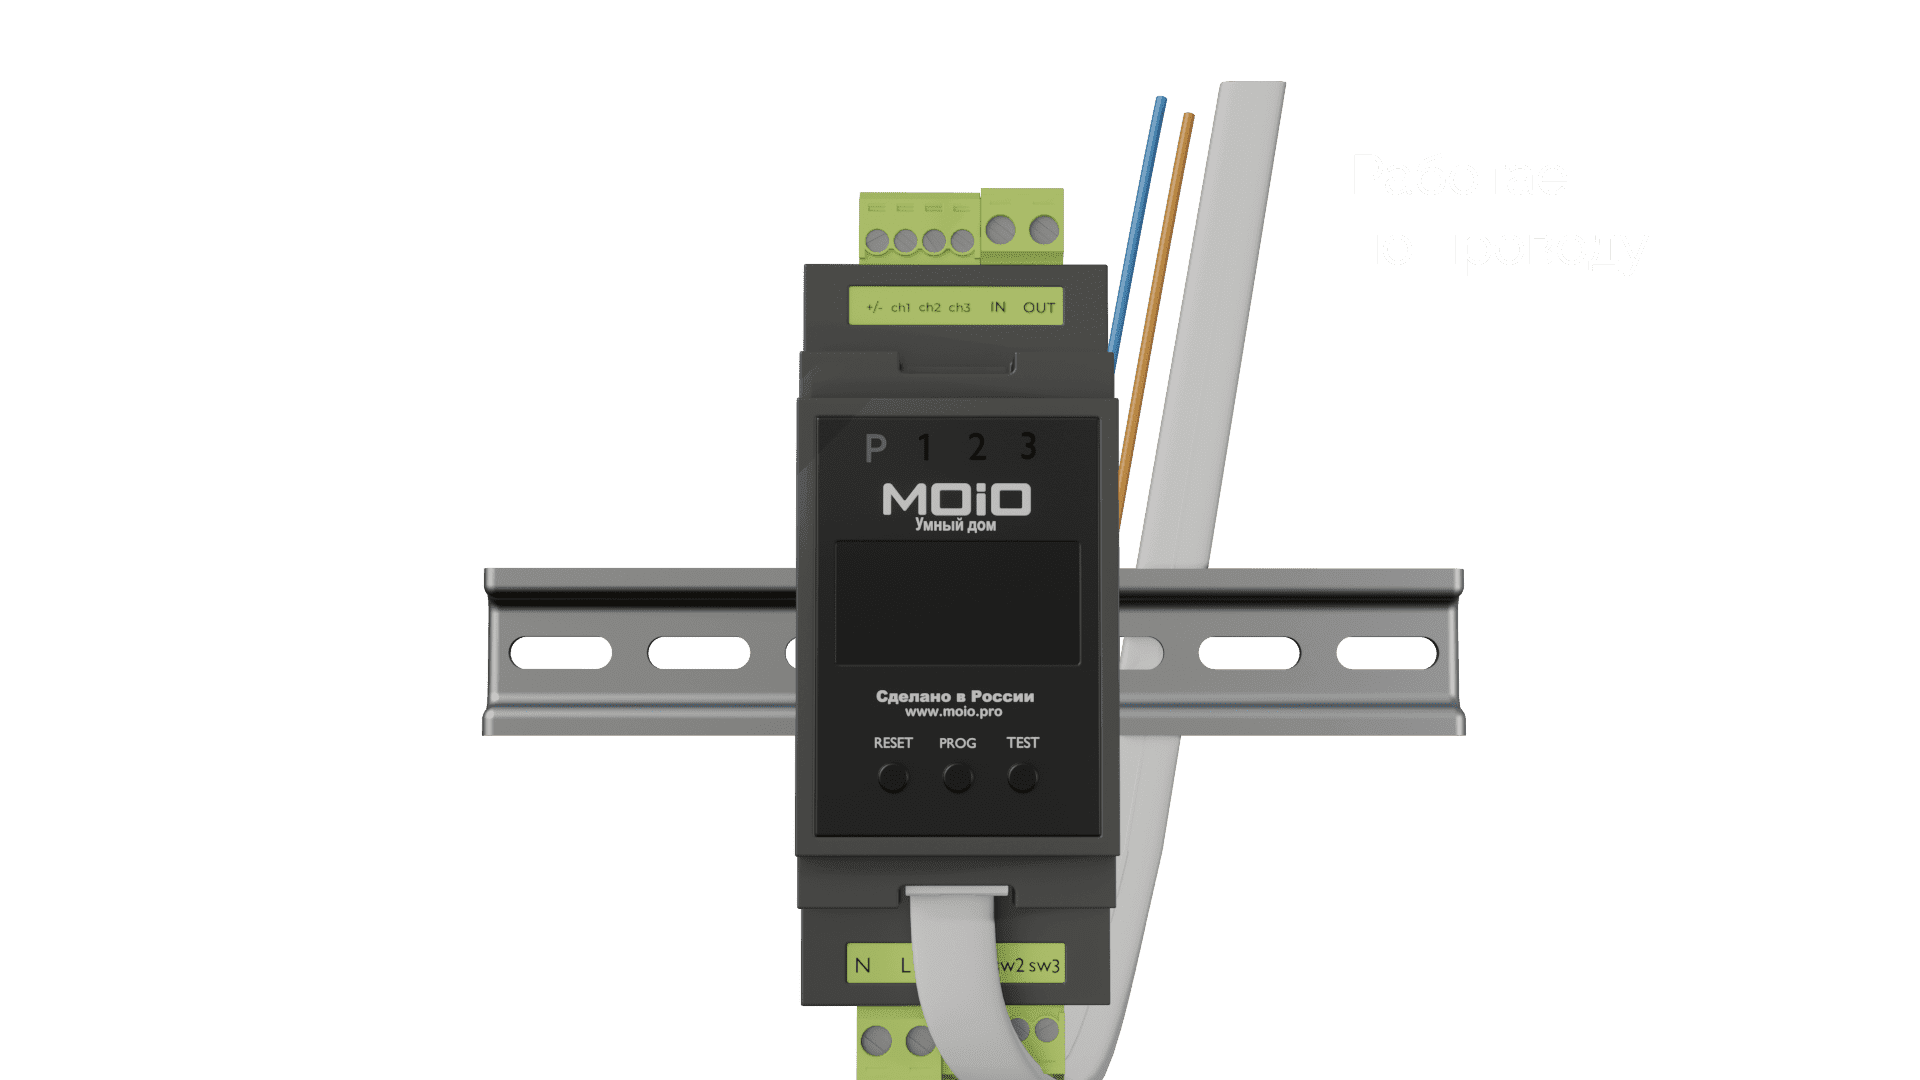 +/- ch1 ch2 ch3 IN OUT
P 1 2 3
MOiO
Умный дом
Сделано в России
www.moio.pro
RESET PROG TEST
N L sw2 sw3